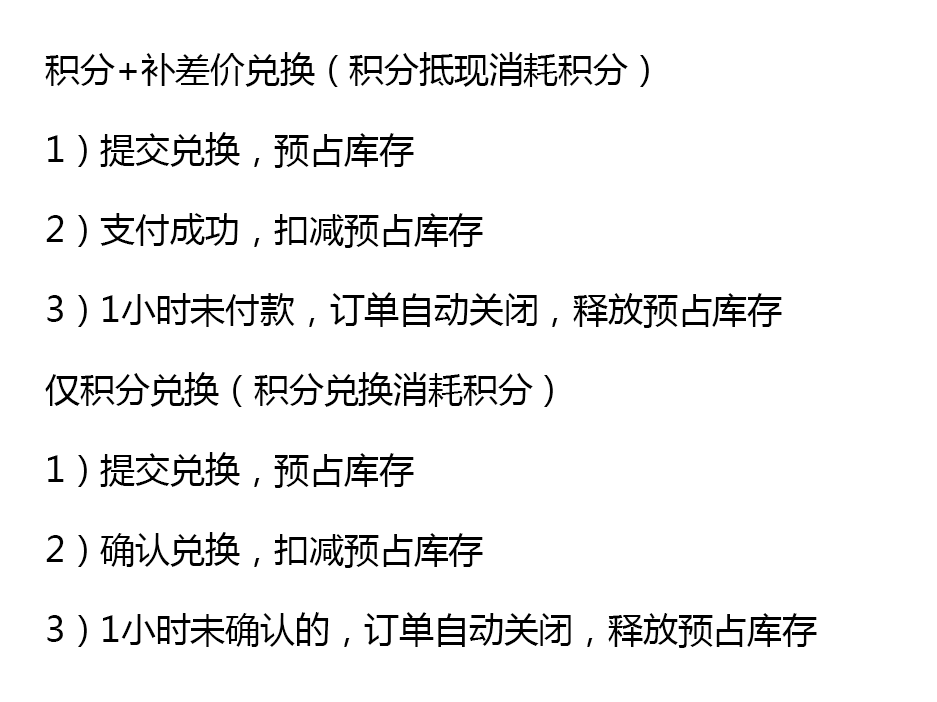 积分+补差价兑换（积分抵现消耗积分）
1）提交兑换，预占库存
2）支付成功，扣减预占库存
3）1小时未付款，订单自动关闭，释放预占库存
仅积分兑换（积分兑换消耗积分）
1）提交兑换，预占库存
2）确认兑换，扣减预占库存
3）1小时未确认的，订单自动关闭，释放预占库存